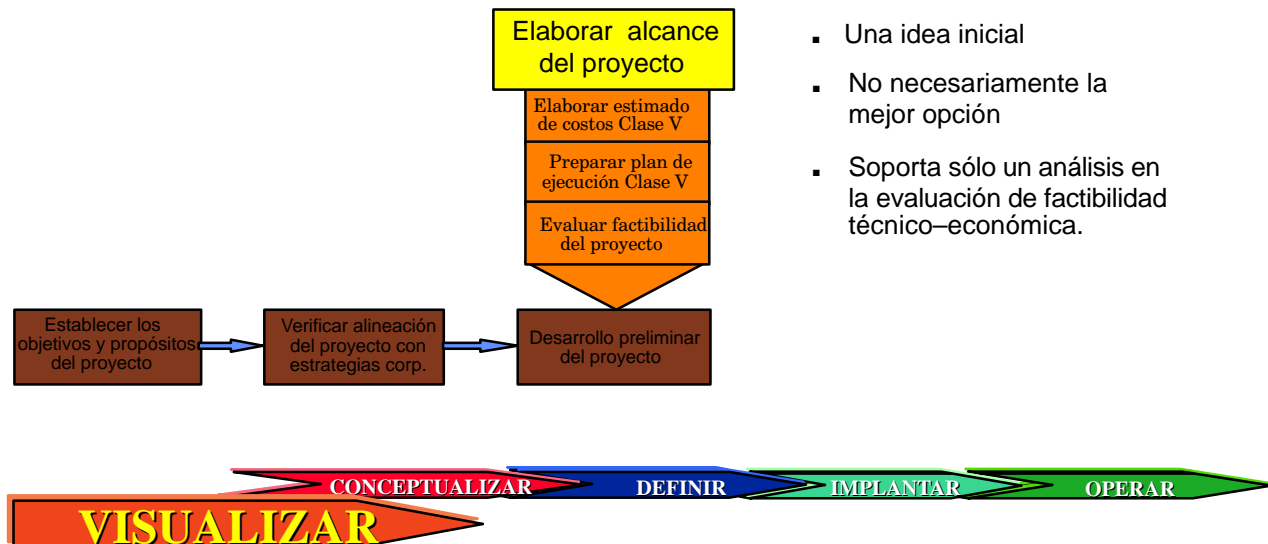 Elaborar alcance
del proyecto
Elaborar estimado
de costos Clase V
Preparar plan de
ejecución Clase V
Evaluar factibilidad
del proyecto
▪ Una idea inicial
▪ No necesariamente la
mejor opción
▪ Soporta sólo un análisis en
la evaluación de factibilidad
técnico–económica.
Establecer los
objetivos y propósitos
del proyecto
Verificar alineación
del proyecto con
estrategias corp.
Desarrollo preliminar
del proyecto
CONCEPTUALIZAR
DEFINIR
IMPLANTAR
OPERAR
VISUALIZAR